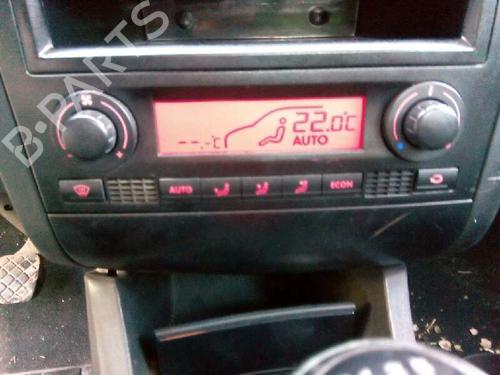 B-PARTS
--.-°C
22.0°C
AUTO
AUTO
ECON